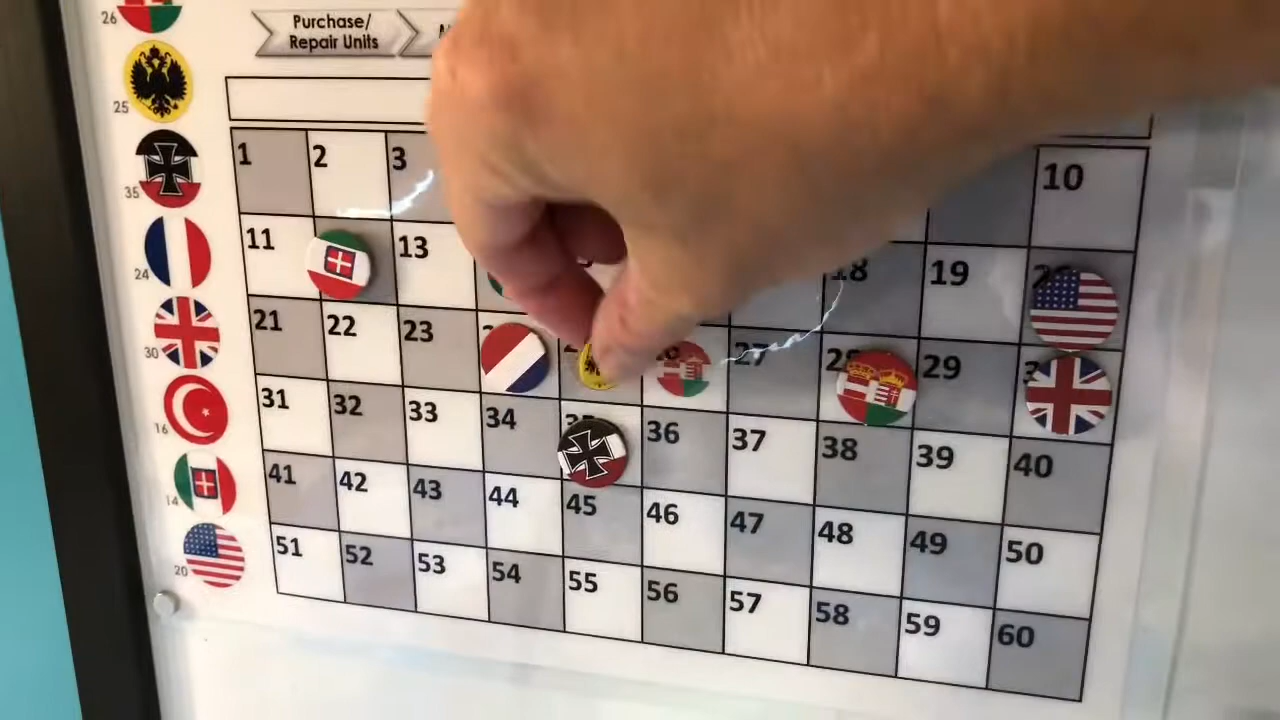 26
Purchase/
Repair Units
25
35
24
30
16
14
20
1 2 3 10
11 13 18 19
21 22 23 27 29
31 32 33 34 35 36 37 38 39 40
41 42 43 44 45 46 47 48 49 50
51 52 53 54 55 56 57 58 59 60